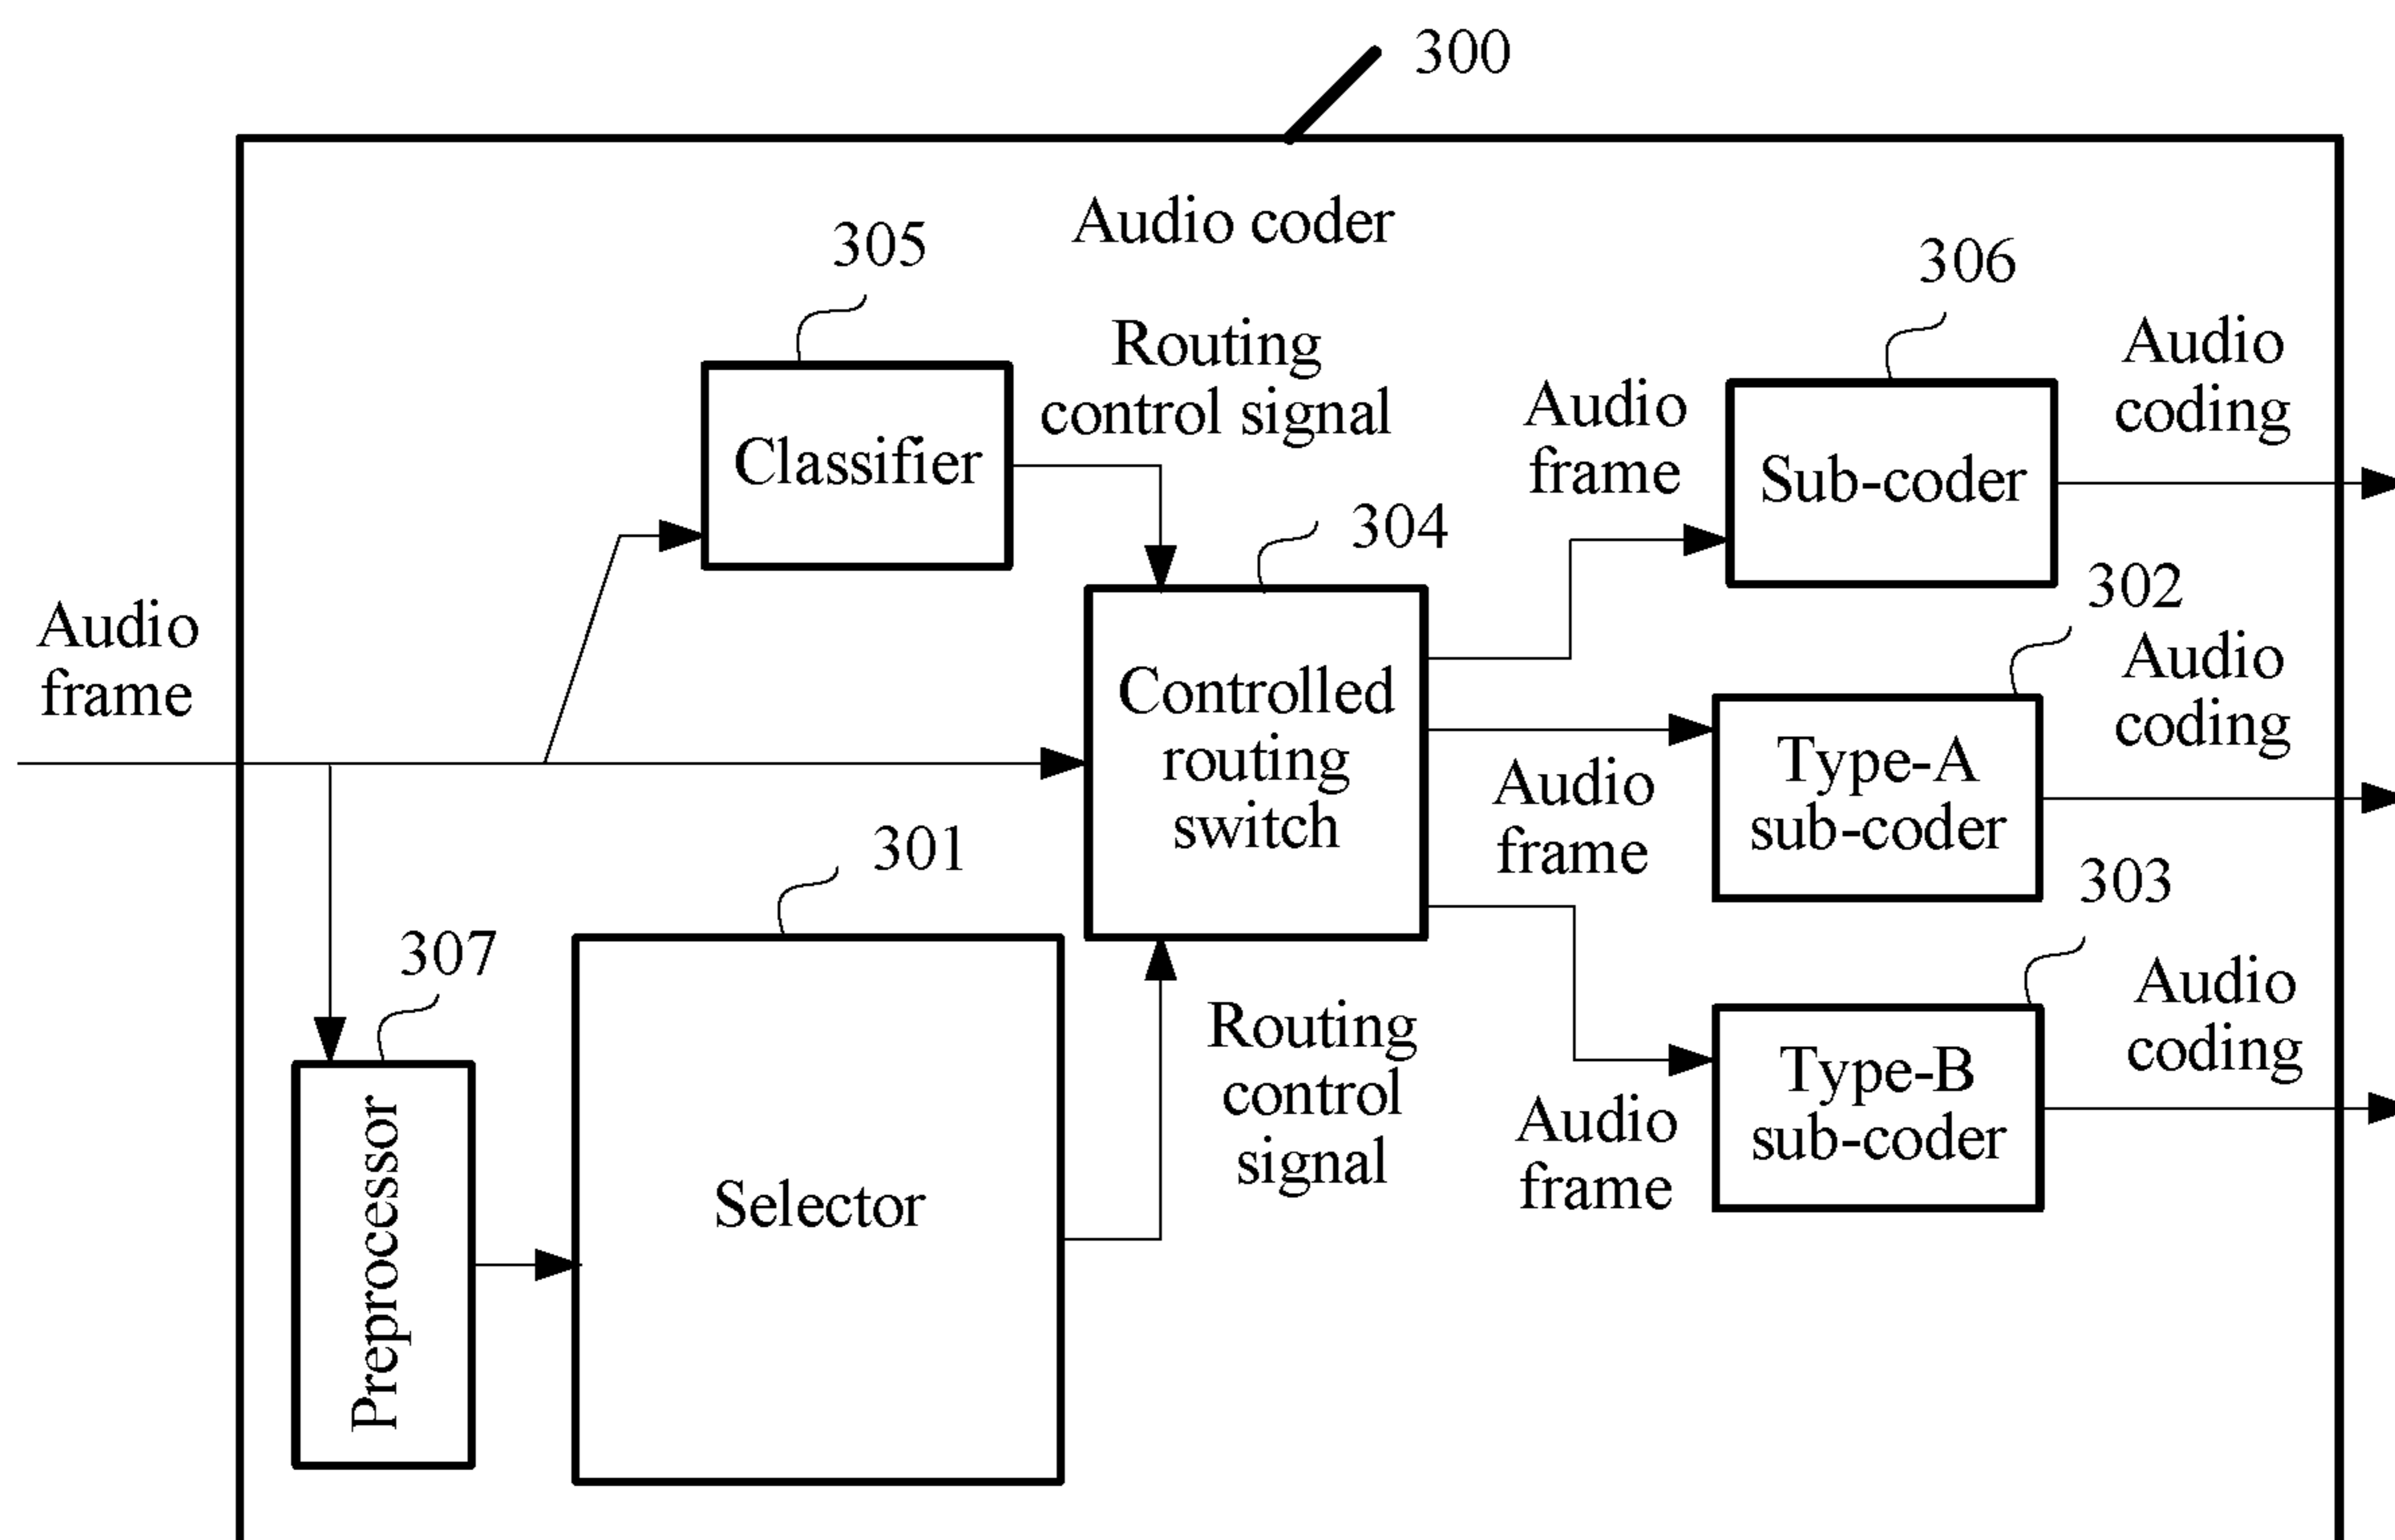 300
Audio coder
305
306
Routing
control signal
Audio
coding
Audio
frame
Classifier
Sub-coder
304
302
Audio
frame
Audio
coding
Controlled
routing
switch
Type-A
sub-coder
Audio
frame
301
303
307
Audio
coding
Routing
control
signal
Type-B
sub-coder
Audio
frame
Preprocessor
Selector